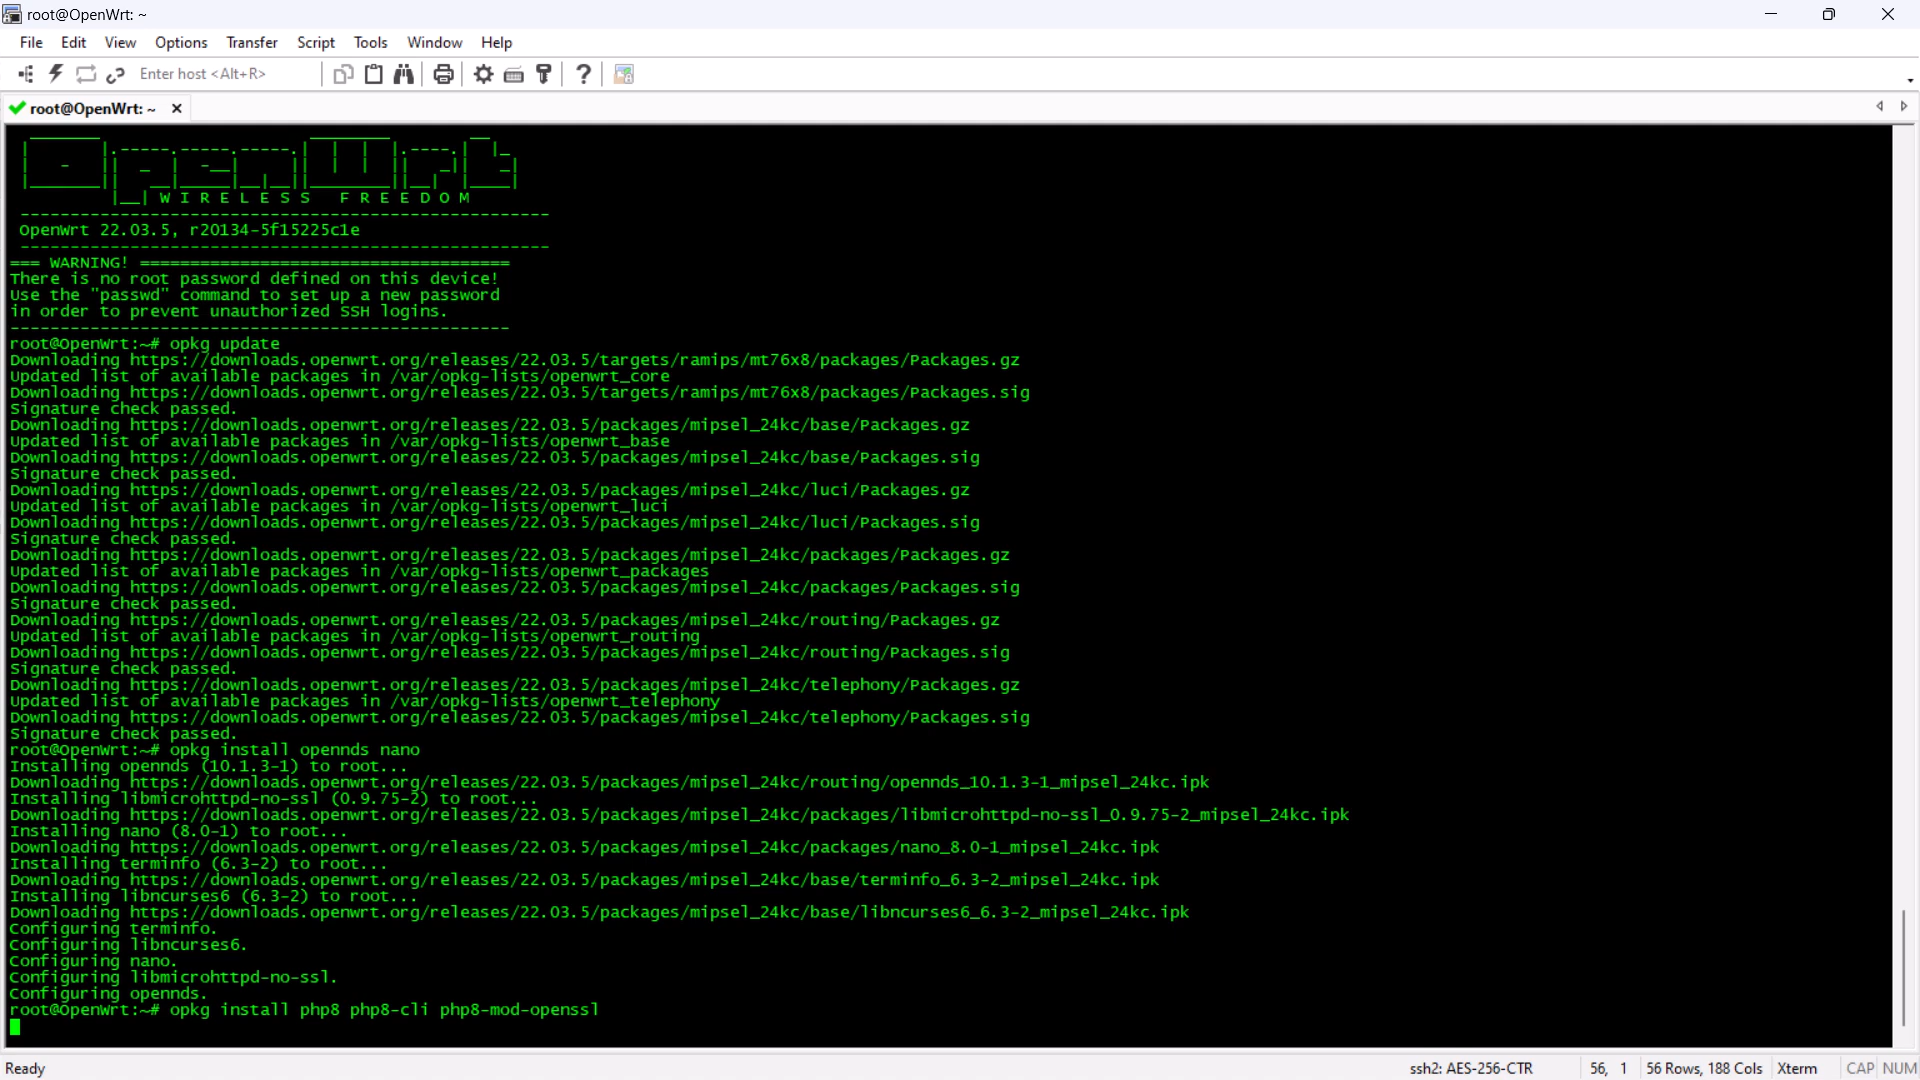 root@OpenWrt: ~
File Edit View Options Transfer Script Tools Window Help
Enter host <Alt+R>
root@OpenWrt: ~
W I R E L E S S   F R E E D O M
-----------------------------------------------------
OpenWrt 22.03.5, r20134-5f15225c1e
-----------------------------------------------------
=== WARNING! =====================================
There is no root password defined on this device!
Use the "passwd" command to set up a new password
in order to prevent unauthorized SSH logins.
--------------------------------------------------
root@OpenWrt:~# opkg update
Downloading https://downloads.openwrt.org/releases/22.03.5/targets/ramips/mt76x8/packages/Packages.gz
Updated list of available packages in /var/opkg-lists/openwrt_core
Downloading https://downloads.openwrt.org/releases/22.03.5/targets/ramips/mt76x8/packages/Packages.sig
Signature check passed.
Downloading https://downloads.openwrt.org/releases/22.03.5/packages/mipsel_24kc/base/Packages.gz
Updated list of available packages in /var/opkg-lists/openwrt_base
Downloading https://downloads.openwrt.org/releases/22.03.5/packages/mipsel_24kc/base/Packages.sig
Signature check passed.
Downloading https://downloads.openwrt.org/releases/22.03.5/packages/mipsel_24kc/luci/Packages.gz
Updated list of available packages in /var/opkg-lists/openwrt_luci
Downloading https://downloads.openwrt.org/releases/22.03.5/packages/mipsel_24kc/luci/Packages.sig
Signature check passed.
Downloading https://downloads.openwrt.org/releases/22.03.5/packages/mipsel_24kc/packages/Packages.gz
Updated list of available packages in /var/opkg-lists/openwrt_packages
Downloading https://downloads.openwrt.org/releases/22.03.5/packages/mipsel_24kc/packages/Packages.sig
Signature check passed.
Downloading https://downloads.openwrt.org/releases/22.03.5/packages/mipsel_24kc/routing/Packages.gz
Updated list of available packages in /var/opkg-lists/openwrt_routing
Downloading https://downloads.openwrt.org/releases/22.03.5/packages/mipsel_24kc/routing/Packages.sig
Signature check passed.
Downloading https://downloads.openwrt.org/releases/22.03.5/packages/mipsel_24kc/telephony/Packages.gz
Updated list of available packages in /var/opkg-lists/openwrt_telephony
Downloading https://downloads.openwrt.org/releases/22.03.5/packages/mipsel_24kc/telephony/Packages.sig
Signature check passed.
root@OpenWrt:~# opkg install opennds nano
Installing opennds (10.1.3-1) to root...
Downloading https://downloads.openwrt.org/releases/22.03.5/packages/mipsel_24kc/routing/opennds_10.1.3-1_mipsel_24kc.ipk
Installing libmicrohttpd-no-ssl (0.9.75-2) to root...
Downloading https://downloads.openwrt.org/releases/22.03.5/packages/mipsel_24kc/packages/libmicrohttpd-no-ssl_0.9.75-2_mipsel_24kc.ipk
Installing nano (8.0-1) to root...
Downloading https://downloads.openwrt.org/releases/22.03.5/packages/mipsel_24kc/packages/nano_8.0-1_mipsel_24kc.ipk
Installing terminfo (6.3-2) to root...
Downloading https://downloads.openwrt.org/releases/22.03.5/packages/mipsel_24kc/base/terminfo_6.3-2_mipsel_24kc.ipk
Installing libncurses6 (6.3-2) to root...
Downloading https://downloads.openwrt.org/releases/22.03.5/packages/mipsel_24kc/base/libncurses6_6.3-2_mipsel_24kc.ipk
Configuring terminfo.
Configuring libncurses6.
Configuring nano.
Configuring libmicrohttpd-no-ssl.
Configuring opennds.
root@OpenWrt:~# opkg install php8 php8-cli php8-mod-openssl
Ready ssh2: AES-256-CTR 56, 1 56 Rows, 188 Cols Xterm CAP NUM